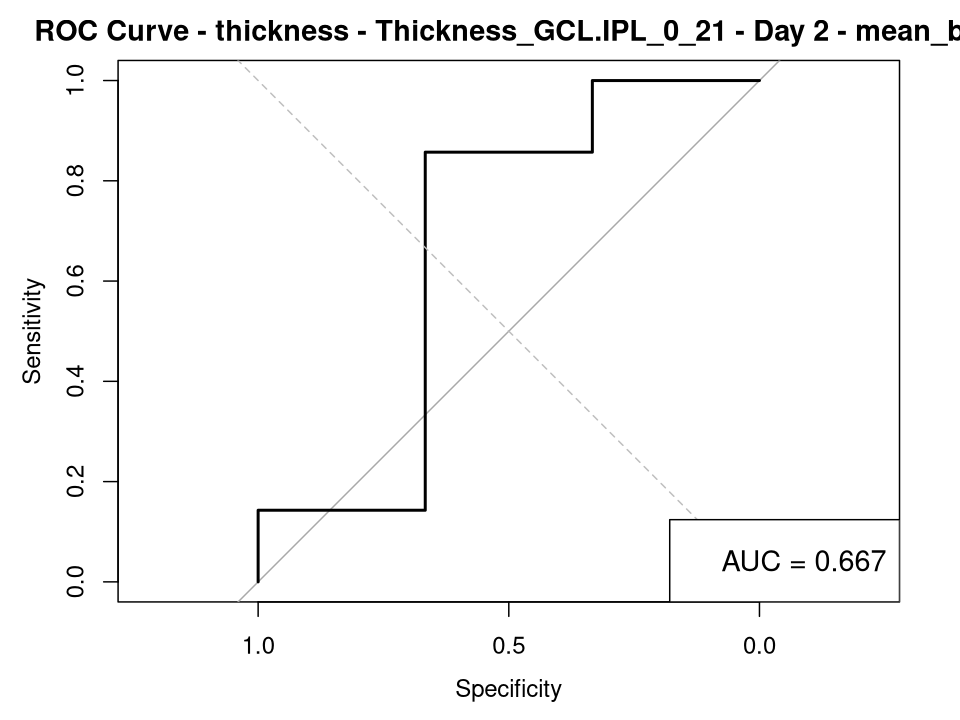 ROC Curve - thickness - Thickness_GCL.IPL_0_21 - Day 2 - mean_b
1.0
0.8
0.6
0.4
0.2
0.0
Sensitivity
AUC = 0.667
1.0 0.5 0.0
Specificity